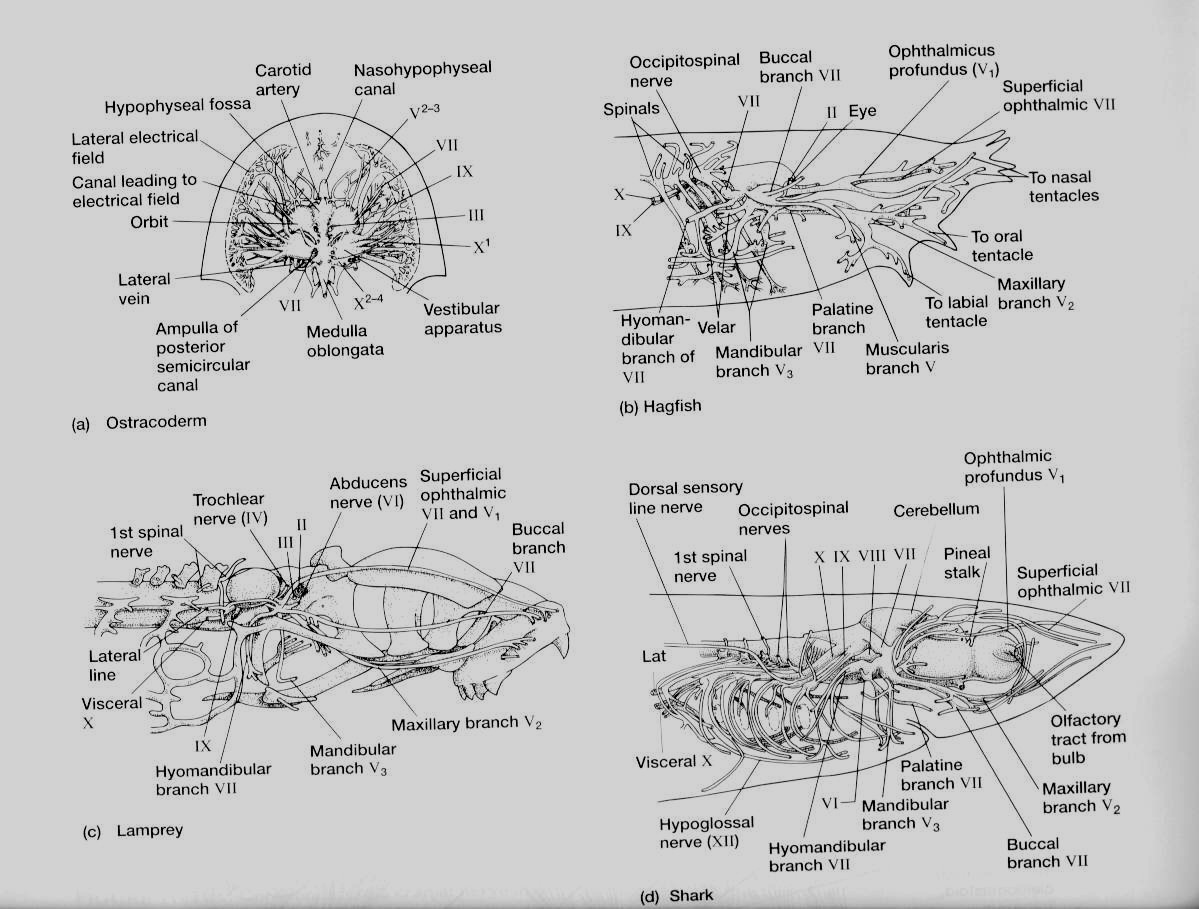 Carotid
artery
Nasohypophyseal
canal
Hypophyseal fossa
V2–3
Lateral electrical
field
VII
IX
Canal leading to
electrical field
Orbit
III
X1
Lateral
vein
VII
X2–4
Vestibular
apparatus
Ampulla of
posterior
semicircular
canal
Medulla
oblongata
(a) Ostracoderm
Occipitospinal
nerve
Buccal
branch VII
Ophthalmicus
profundus (V1)
Superficial
ophthalmic VII
Spinals
VII
II
Eye
X
IX
To nasal
tentacles
To oral
tentacle
Maxillary
branch V2
To labial
tentacle
Hyoman-
dibular
branch of
VII
Velar
Mandibular
branch V3
Palatine
branch
VII
Muscularis
branch V
(b) Hagfish
Trochlear
nerve (IV)
Abducens
nerve (VI)
Superficial
ophthalmic
VII and V1
1st spinal
nerve
II
III
Buccal
branch
VII
Lateral
line
Visceral
X
IX
Hyomandibular
branch VII
Mandibular
branch V3
Maxillary branch V2
(c) Lamprey
Ophthalmic
profundus V1
Dorsal sensory
line nerve
Occipitospinal
nerves
Cerebellum
1st spinal
nerve
X IX VIII VII
Pineal
stalk
Superficial
ophthalmic VII
Lat
Visceral X
Olfactory
tract from
bulb
Palatine
branch VII
Maxillary
branch V2
VI
Mandibular
branch V3
Hypoglossal
nerve (XII)
Hyomandibular
branch VII
Buccal
branch VII
(d) Shark